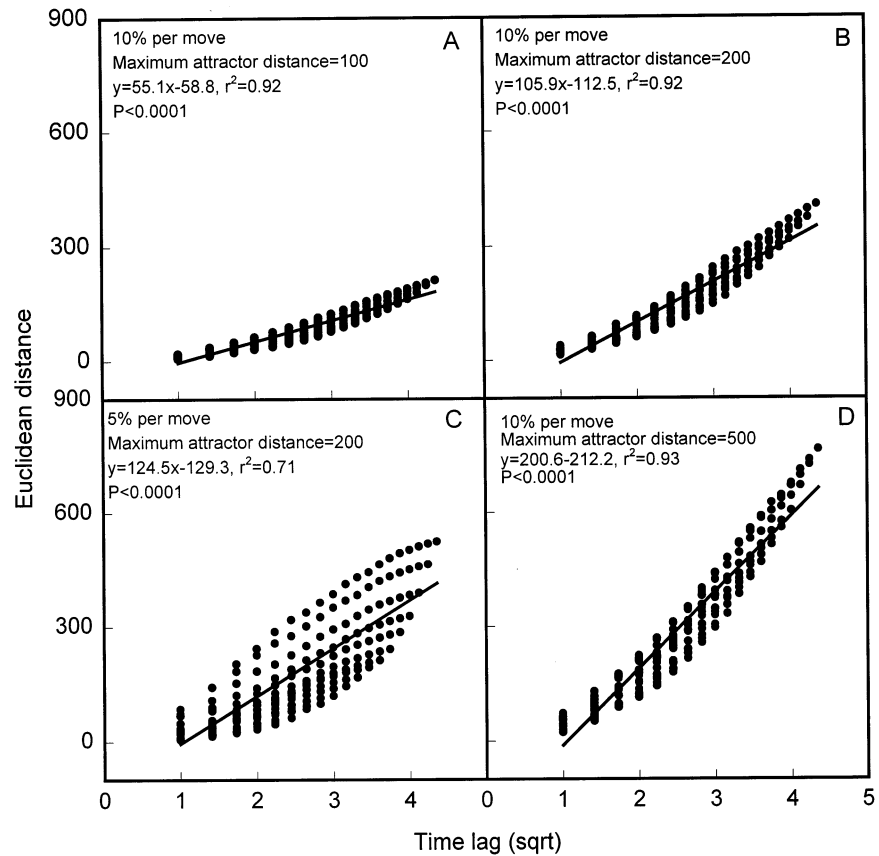 900
600
300
0
10% per move
A
Maximum attractor distance=100
y=55.1x-58.8, r²=0.92
P<0.0001
10% per move
B
Maximum attractor distance=200
y=105.9x-112.5, r²=0.92
P<0.0001
Euclidean distance
900
600
300
0
5% per move
C
Maximum attractor distance=200
y=124.5x-129.3, r²=0.71
P<0.0001
10% per move
D
Maximum attractor distance=500
y=200.6-212.2, r²=0.93
P<0.0001
0 1 2 3 4 0 1 2 3 4 5
Time lag (sqrt)